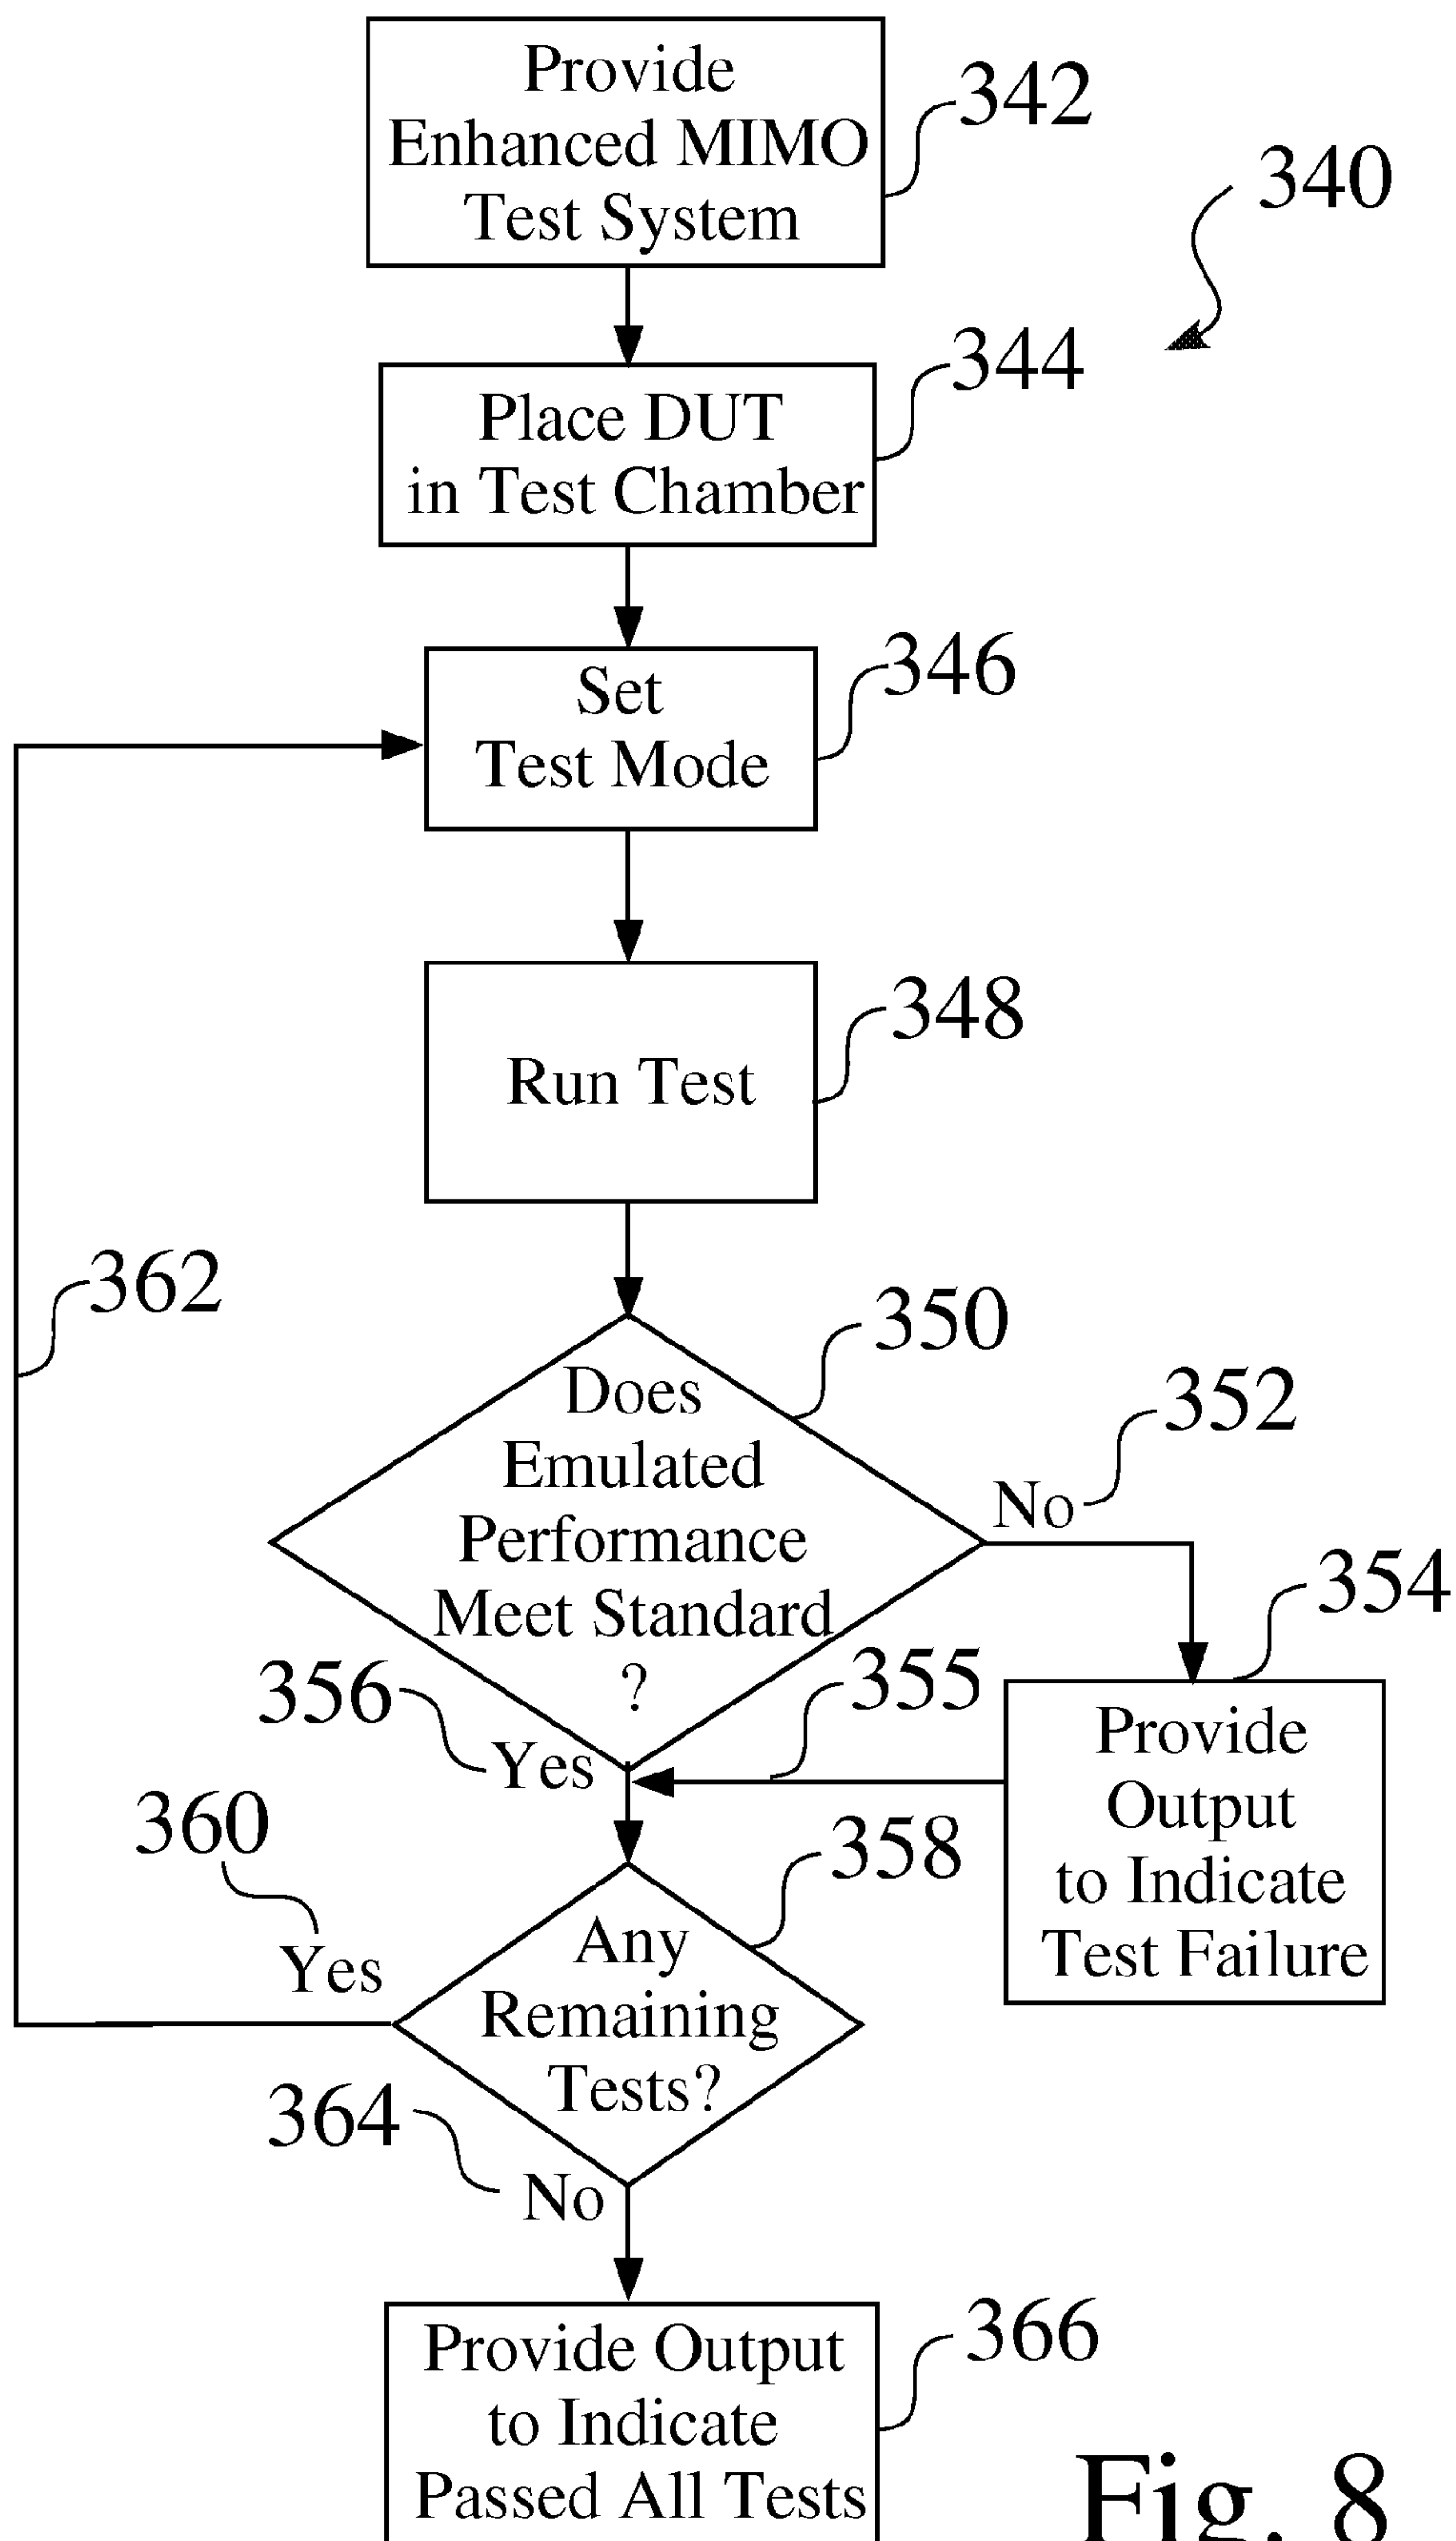 Provide
Enhanced MIMO
Test System
342
340
Place DUT
in Test Chamber
344
Set
Test Mode
346
Run Test
348
362
Does
Emulated
Performance
Meet Standard
?
350
No
352
354
Provide
Output
to Indicate
Test Failure
355
356
Yes
360
Yes
358
Any
Remaining
Tests?
364
No
Provide Output
to Indicate
Passed All Tests
366
Fig. 8